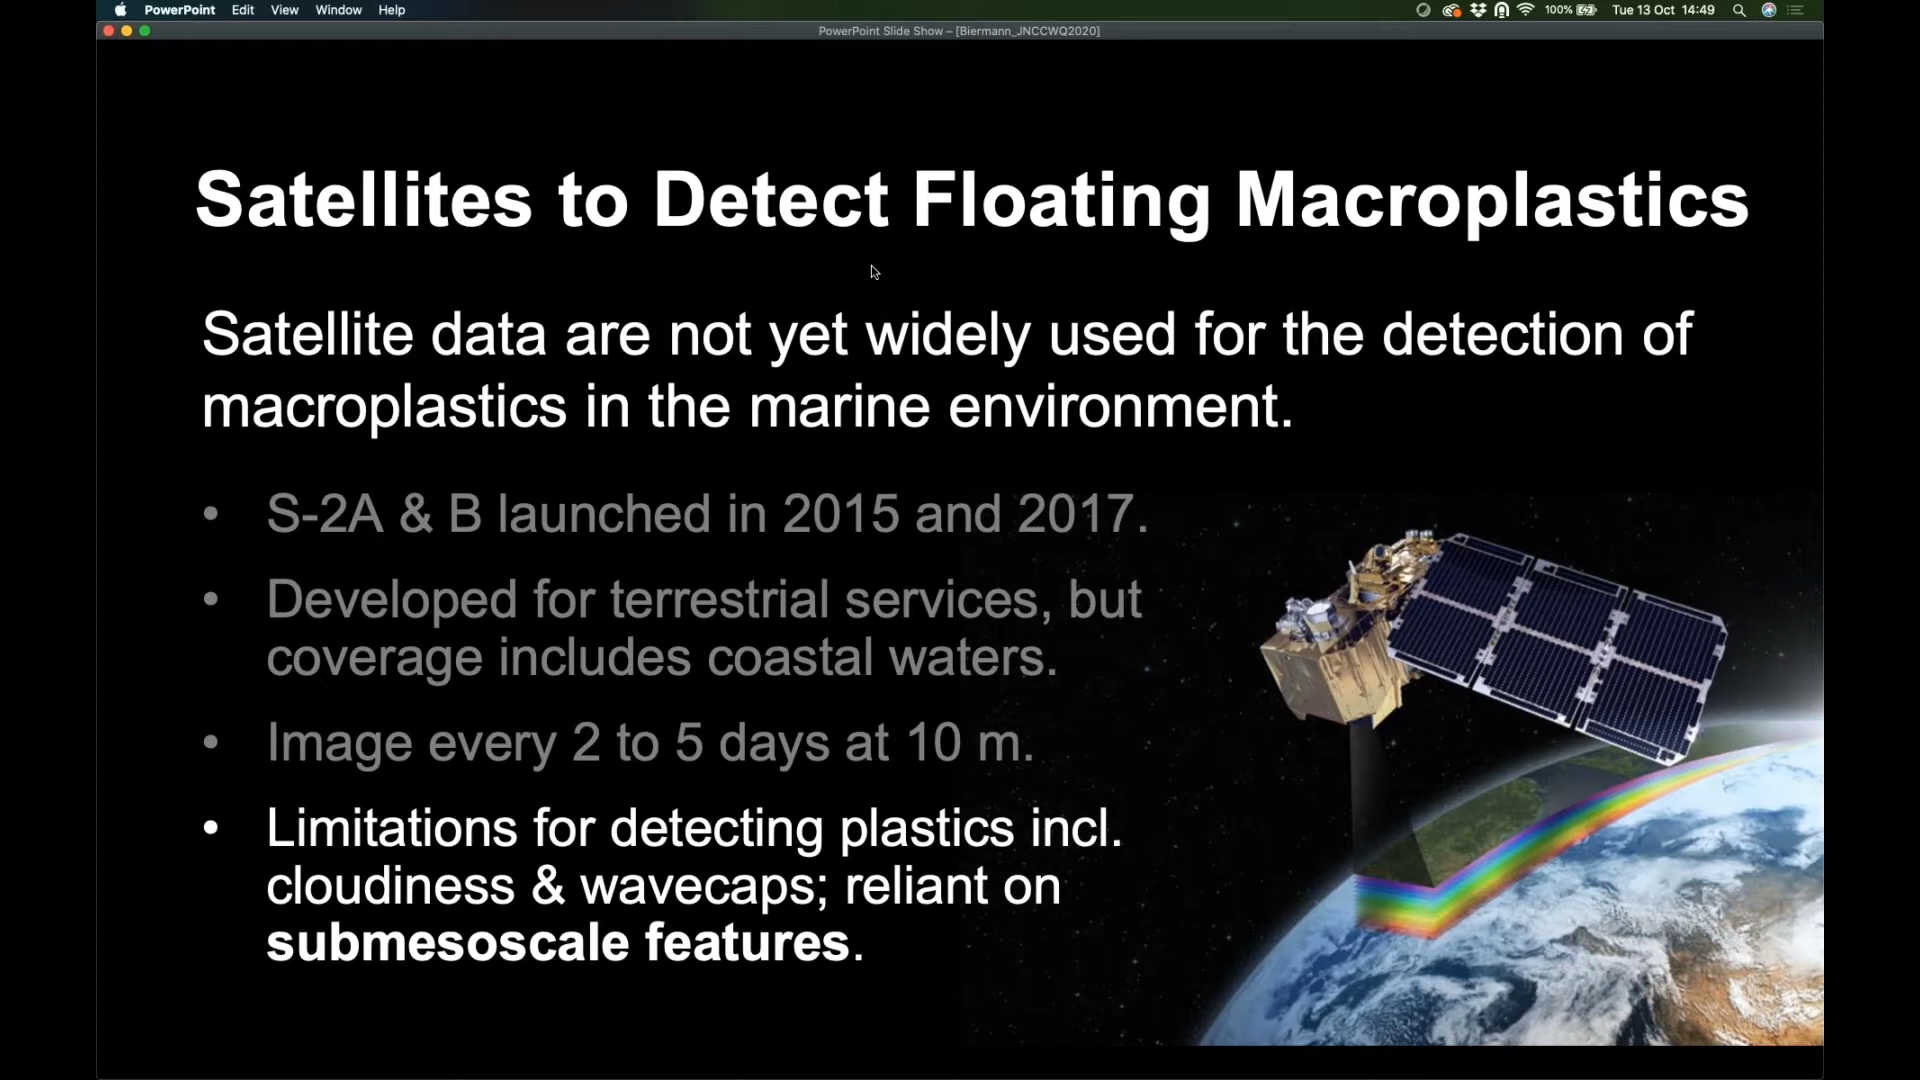 PowerPoint Edit View Window Help 100% Tue 13 Oct 14:49
PowerPoint Slide Show – [Biermann_JNCCWQ2020]
Satellites to Detect Floating Macroplastics
Satellite data are not yet widely used for the detection of
macroplastics in the marine environment.
• S-2A & B launched in 2015 and 2017.
• Developed for terrestrial services, but
coverage includes coastal waters.
• Image every 2 to 5 days at 10 m.
• Limitations for detecting plastics incl.
cloudiness & wavecaps; reliant on
submesoscale features.